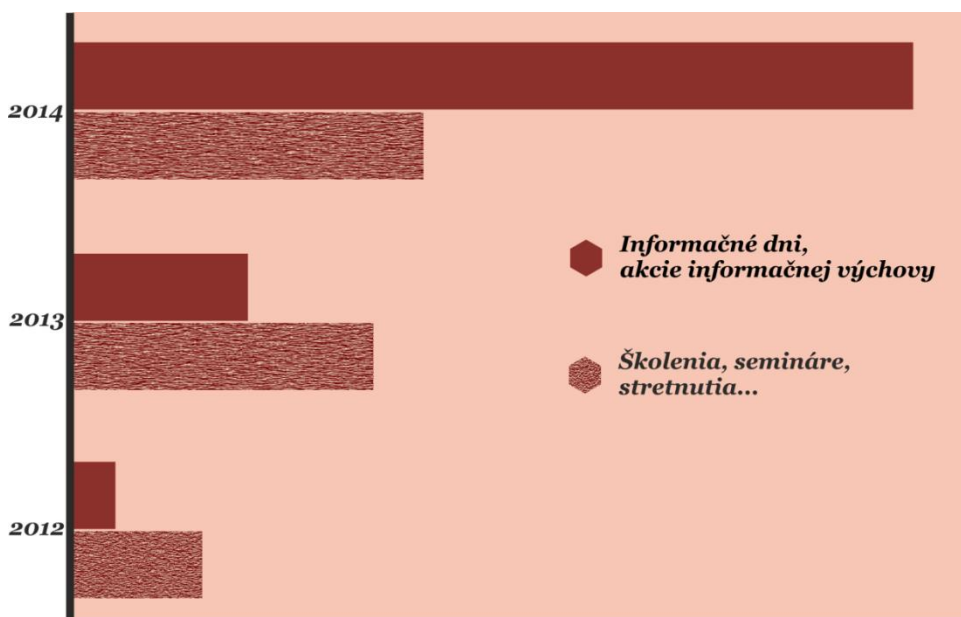 2014
Informačné dni,
akcie informačnej výchovy
2013
Školenia, semináre,
stretnutia...
2012